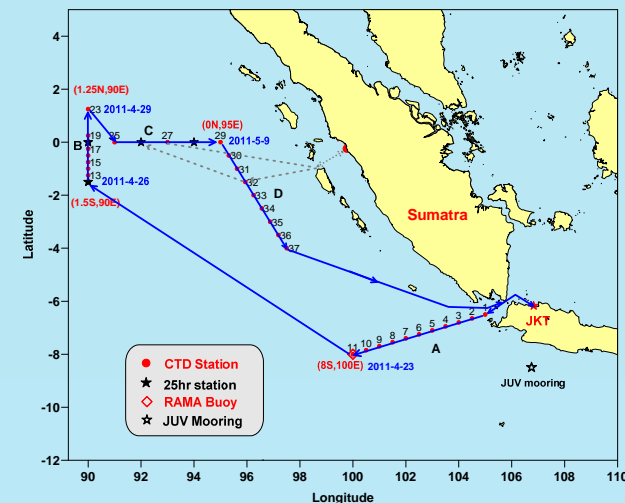 4
2
0
-2
-4
-6
-8
-10
-12
Latitude
(1.25N,90E)
23 2011-4-29
(0N,95E)
C
19 25 27 29 2011-5-9
B 17
15
13 2011-4-26
(1.5S,90E)
30
31
32
D
33
34
35
36
37
Sumatra
JKT
11 10 9 8 7 6 5 4 3 2 1
A
(8S,100E) 2011-4-23
JUV mooring
CTD Station
25hr station
RAMA Buoy
JUV Mooring
90 92 94 96 98 100 102 104 106 108 110
Longitude